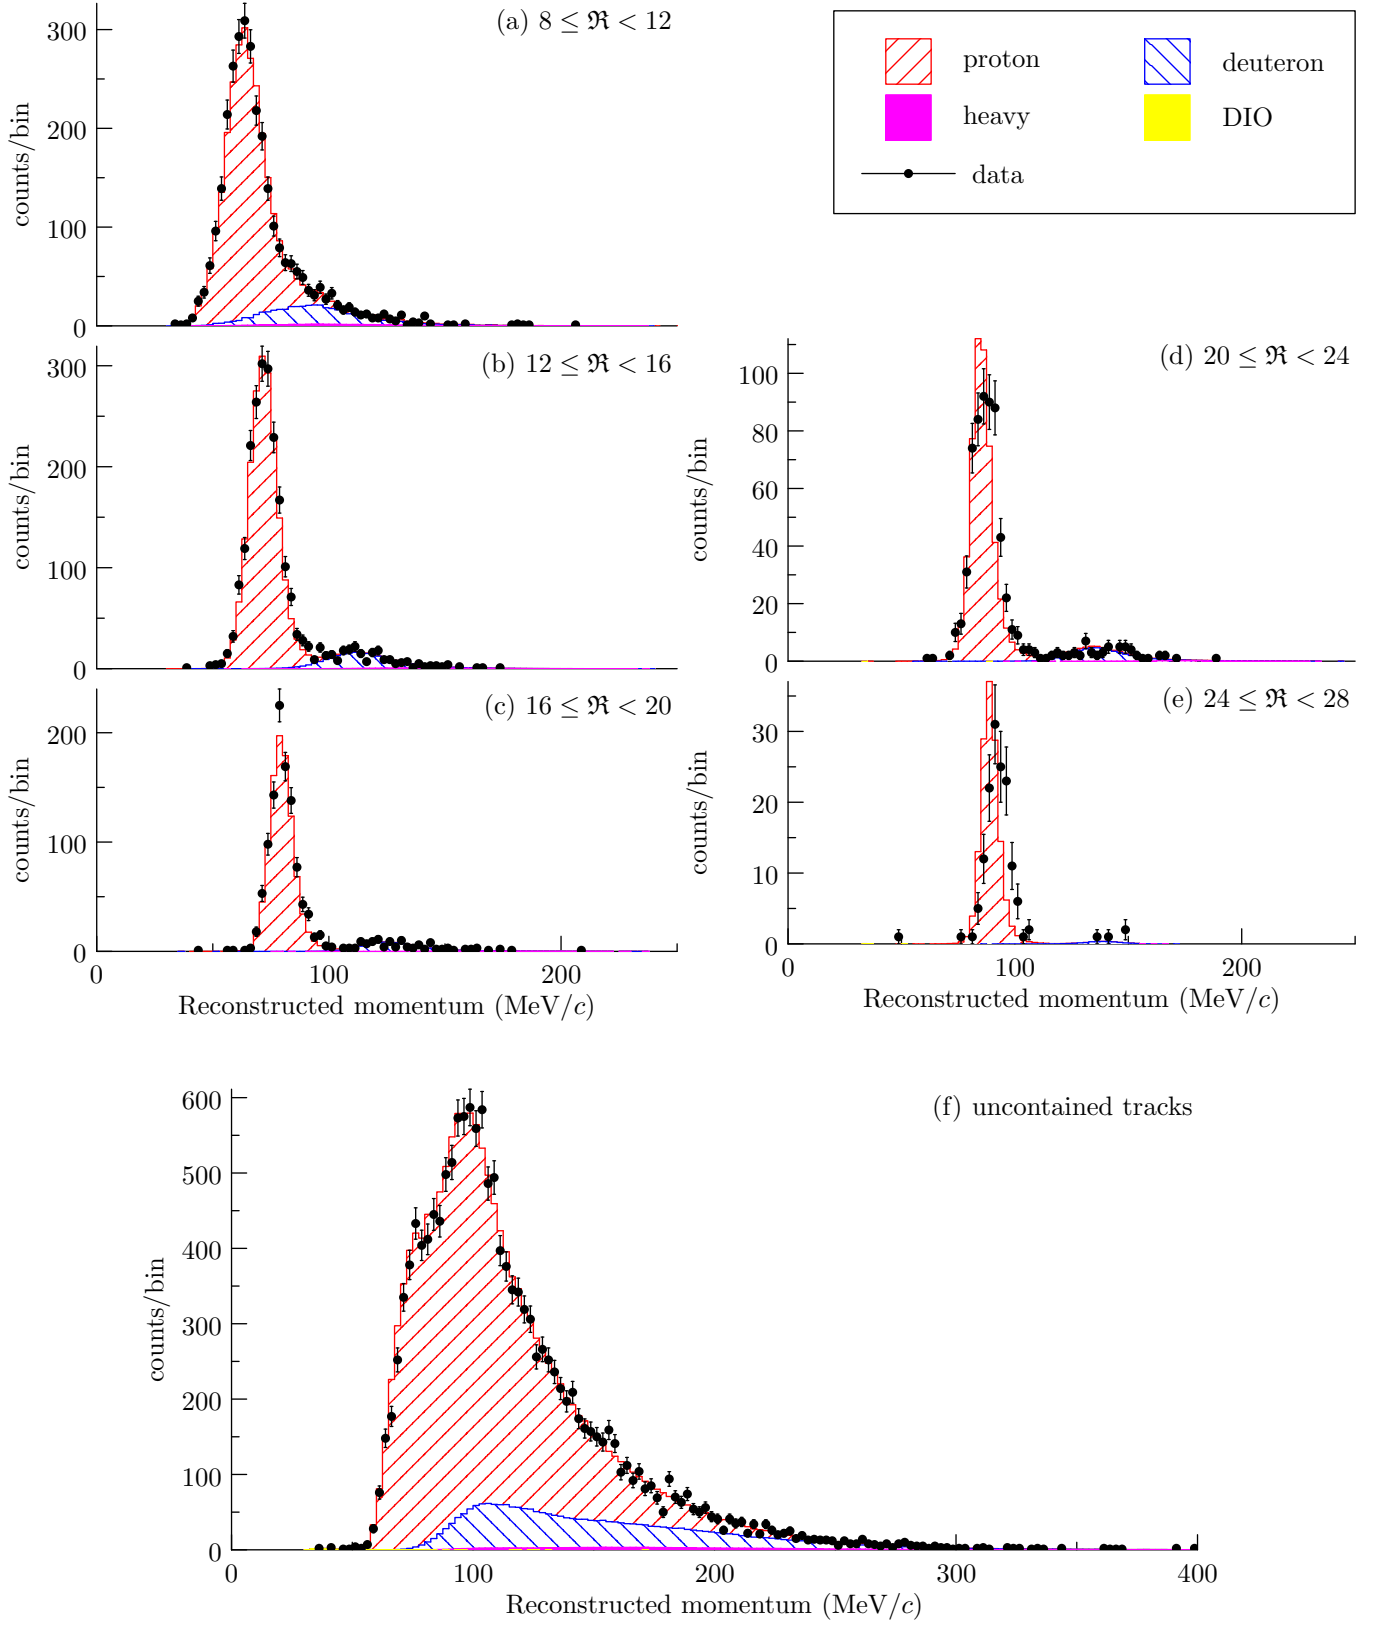 (a) 8 ≤ ℜ < 12
counts/bin
300
200
100
0
proton
deuteron
heavy
DIO
data
(b) 12 ≤ ℜ < 16
counts/bin
300
200
100
0
(d) 20 ≤ ℜ < 24
counts/bin
100
80
60
40
20
0
(c) 16 ≤ ℜ < 20
counts/bin
200
100
0
0 100 200
Reconstructed momentum (MeV/c)
(e) 24 ≤ ℜ < 28
counts/bin
30
20
10
0
0 100 200
Reconstructed momentum (MeV/c)
(f) uncontained tracks
counts/bin
600
500
400
300
200
100
0
0 100 200 300 400
Reconstructed momentum (MeV/c)